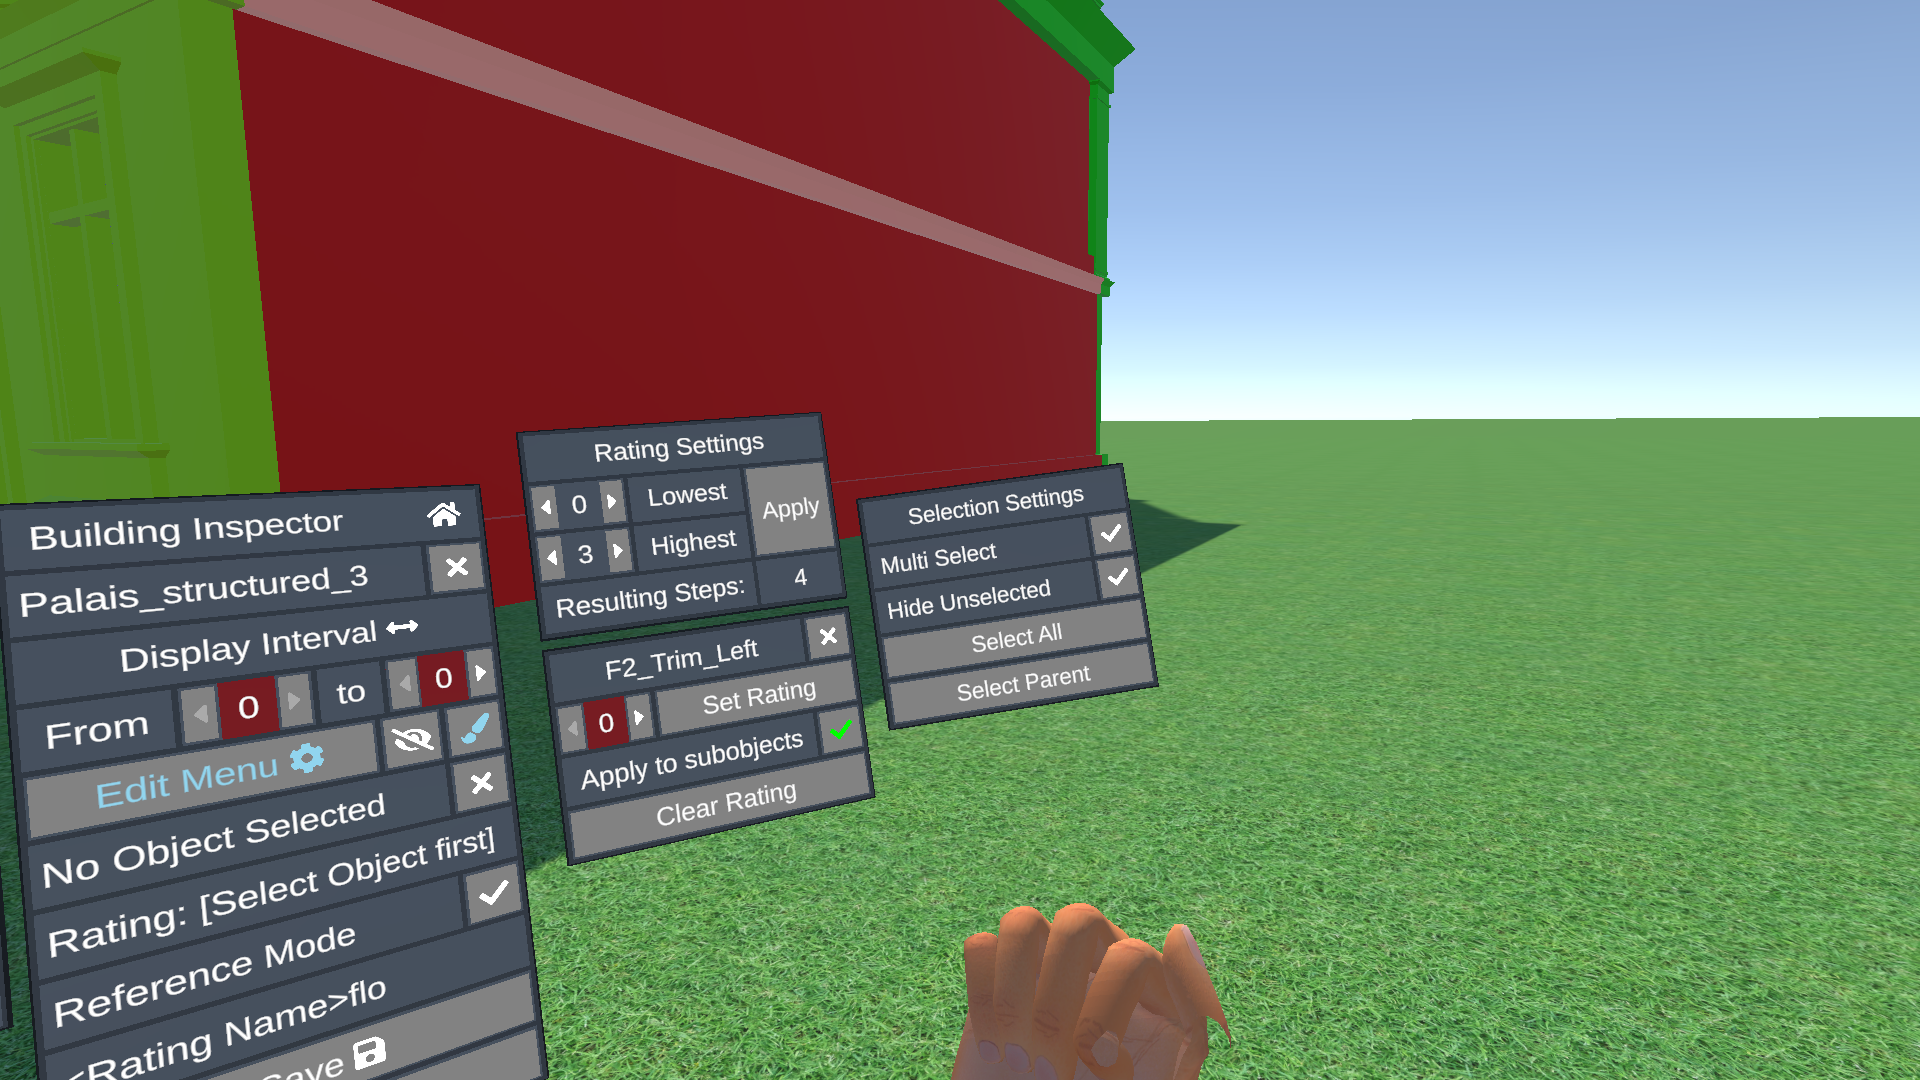 Building Inspector
Palais_structured_3
Display Interval
From 0 to 0
Edit Menu
No Object Selected
Rating: [Select Object first]
Reference Mode
<Rating Name>flo
Save
Rating Settings
0 Lowest
3 Highest
Apply
Resulting Steps: 4
F2_Trim_Left
0 Set Rating
Apply to subobjects
Clear Rating
Selection Settings
Multi Select
Hide Unselected
Select All
Select Parent